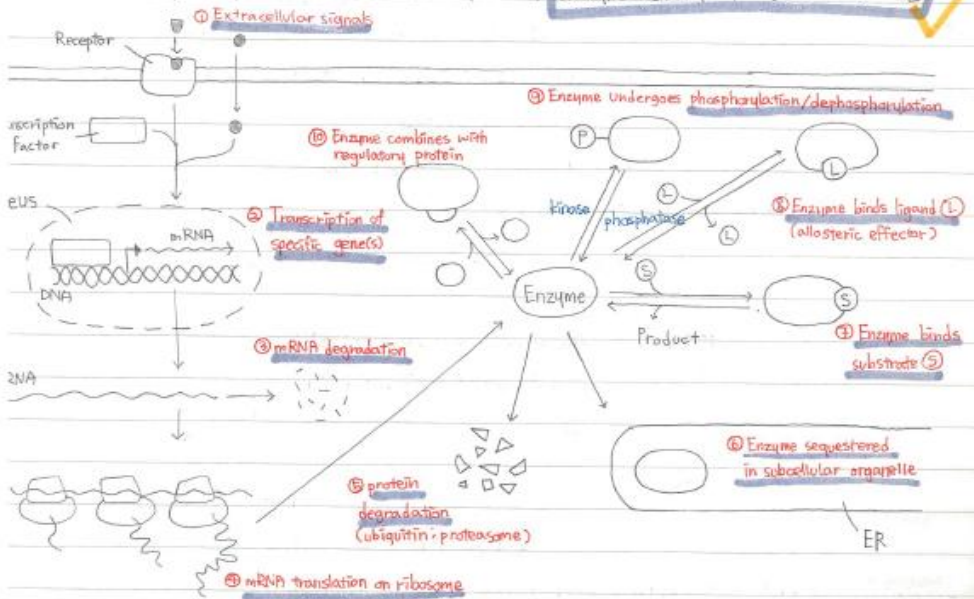 ① Extracellular signals
Receptor
⑨ Enzyme undergoes phosphorylation/dephosphorylation
scription
Factor
⑩ Enzyme combines with
regulatory protein
P
L
eus
② Transcription of
specific gene(s)
mRNA
DNA
kinase
phosphatase
L
L
⑧ Enzyme binds ligand (L)
(allosteric effector)
Enzyme
S
S
Product
⑦ Enzyme binds
substrate Ⓢ
③ mRNA degradation
RNA
⑥ Enzyme sequestered
in subcellular organelle
⑤ protein
degradation
(ubiquitin·proteasome)
ER
④ mRNA translation on ribosome